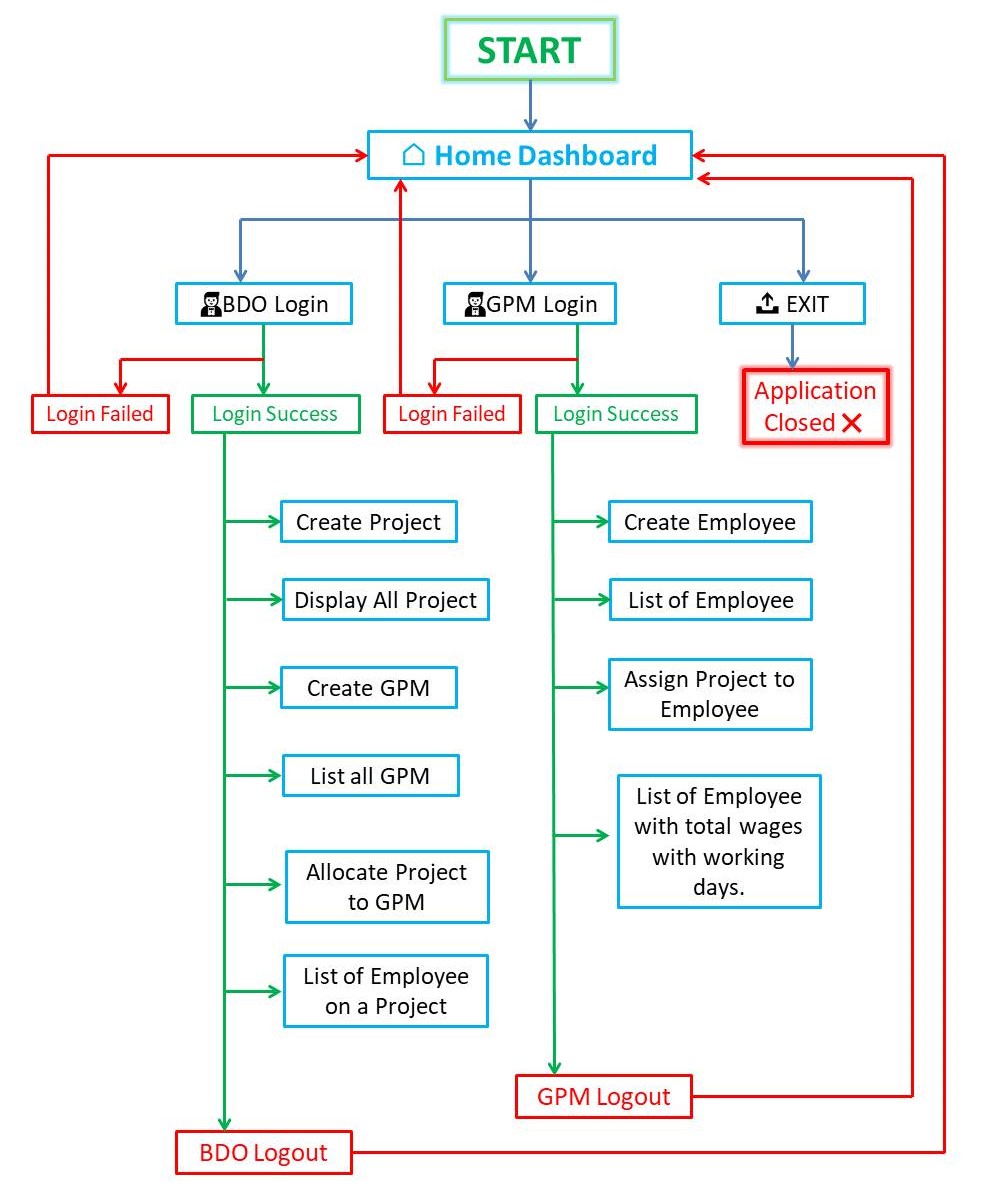 START
Home Dashboard
BDO Login
GPM Login
EXIT
Login Failed
Login Success
Login Failed
Login Success
Application
Closed
Create Project
Display All Project
Create GPM
List all GPM
Allocate Project
to GPM
List of Employee
on a Project
Create Employee
List of Employee
Assign Project to
Employee
List of Employee
with total wages
with working
days.
GPM Logout
BDO Logout